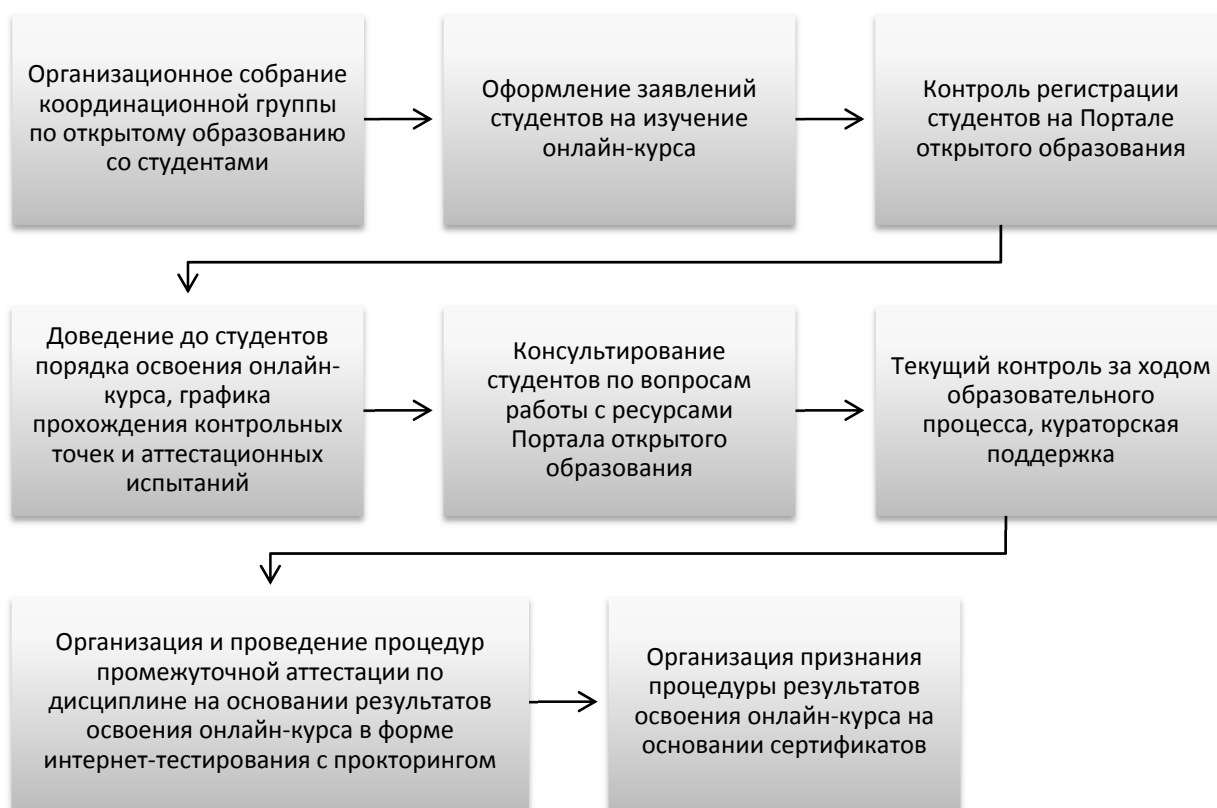 Организационное собрание
координационной группы
по открытому образованию
со студентами
Оформление заявлений
студентов на изучение
онлайн-курса
Контроль регистрации
студентов на Портале
открытого образования
Доведение до студентов
порядка освоения онлайн-
курса, графика
прохождения контрольных
точек и аттестационных
испытаний
Консультирование
студентов по вопросам
работы с ресурсами
Портала открытого
образования
Текущий контроль за ходом
образовательного
процесса, кураторская
поддержка
Организация и проведение процедур
промежуточной аттестации по
дисциплине на основании результатов
освоения онлайн-курса в форме
интернет-тестирования с прокторингом
Организация признания
процедуры результатов
освоения онлайн-курса на
основании сертификатов